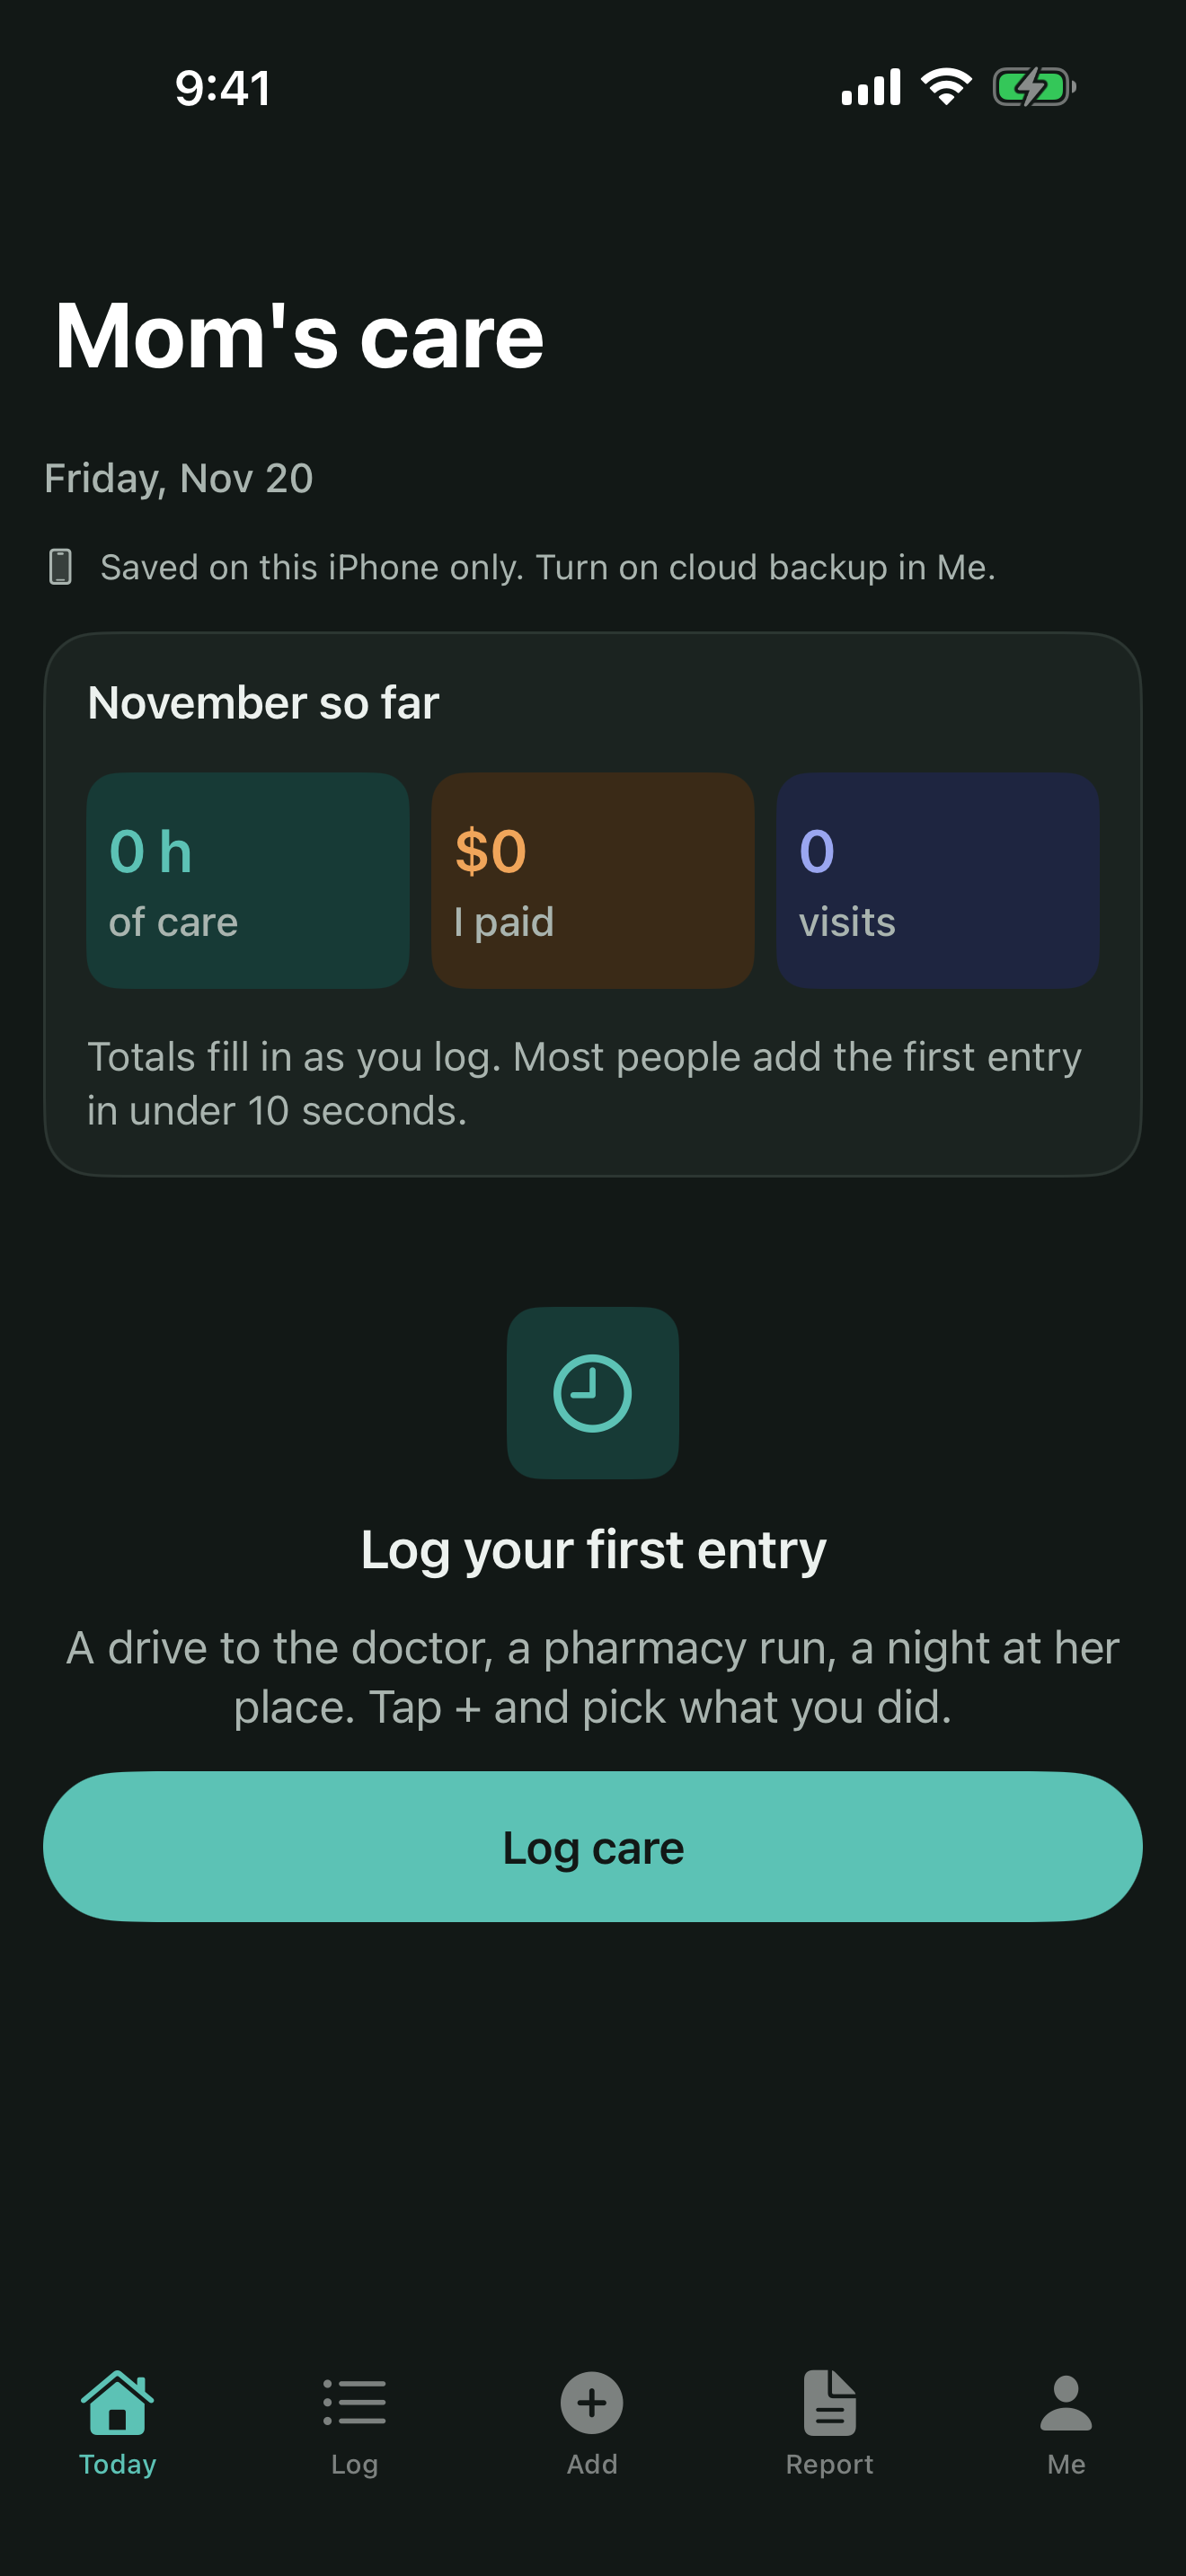 9:41
Mom's care
Friday, Nov 20
Saved on this iPhone only. Turn on cloud backup in Me.
November so far
0 h
of care
$0
I paid
0
visits
Totals fill in as you log. Most people add the first entry
in under 10 seconds.
Log your first entry
A drive to the doctor, a pharmacy run, a night at her
place. Tap + and pick what you did.
Log care
Today
Log
Add
Report
Me